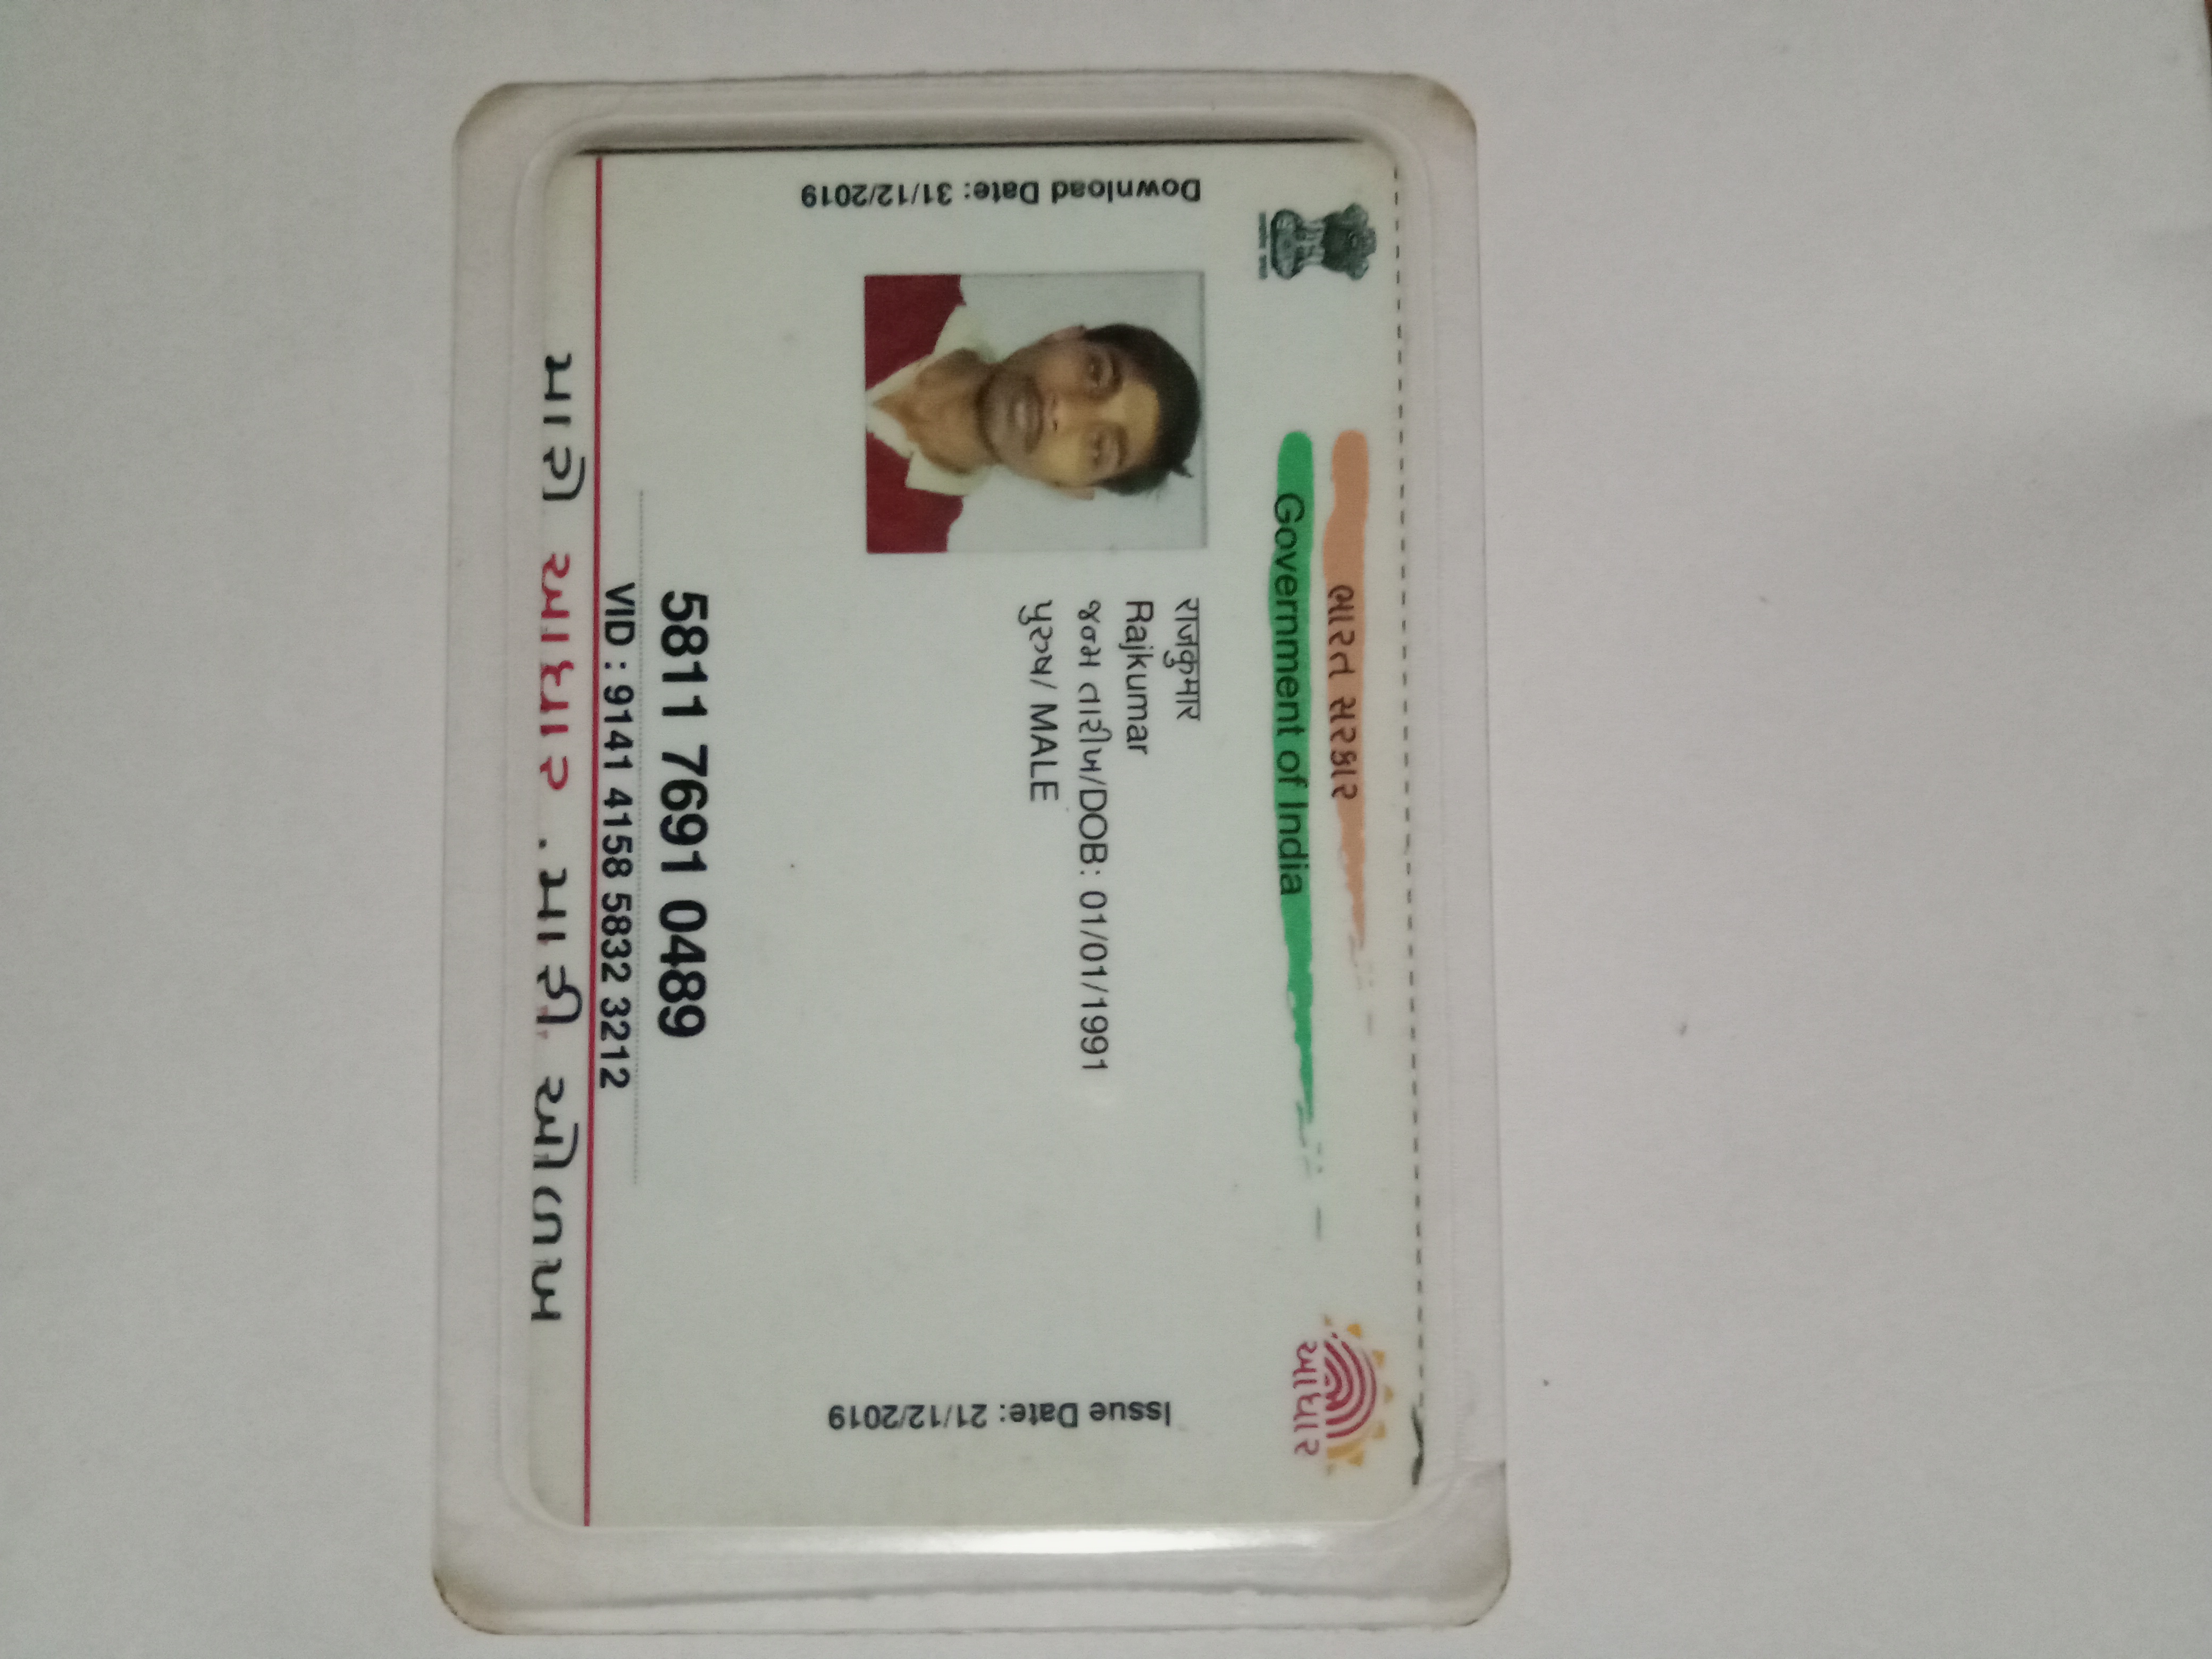 ભારત સરકાર
Government of India
Download Date: 31/12/2019
राजकुमार
Rajkumar
જન્મ તારીખ/DOB: 01/01/1991
પુરુષ/ MALE
Issue Date: 21/12/2019
આધાર
5811 7691 0489
VID : 9141 4158 5832 3212
મારો આધાર . મારી ઓળખ